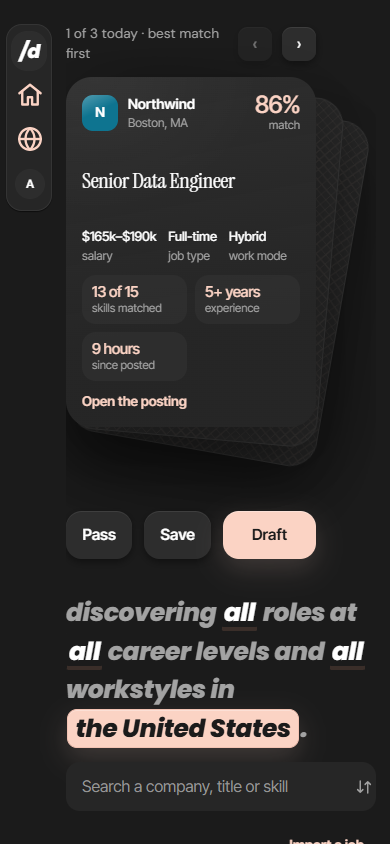 1 of 3 today · best match
first
‹
›
/d
N
Northwind
Boston, MA
86%
match
A
Senior Data Engineer
$165k–$190k
salary
Full-time
job type
Hybrid
work mode
13 of 15
skills matched
5+ years
experience
9 hours
since posted
Open the posting
Pass
Save
Draft
discovering all roles at
all career levels and all
workstyles in
the United States.
Search a company, title or skill
Import a job